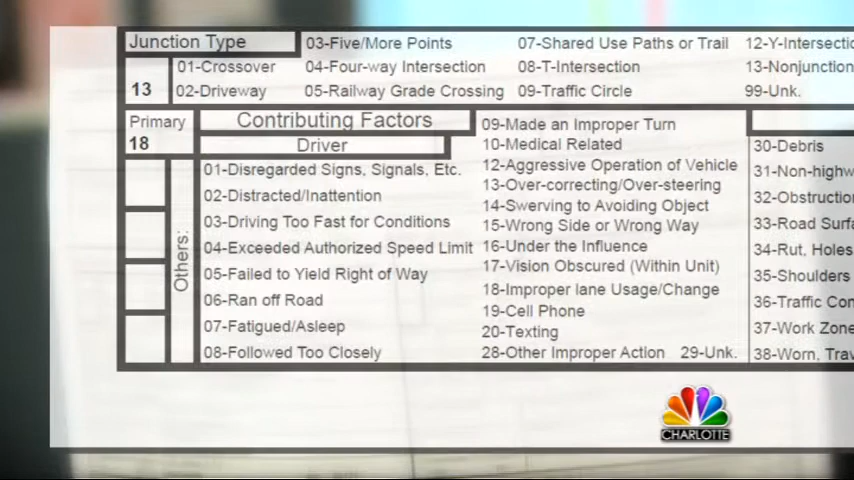 Junction Type
03-Five/More Points
07-Shared Use Paths or Trail
12-Y-Intersectio
13
01-Crossover
04-Four-way Intersection
08-T-Intersection
13-Nonjunction
02-Driveway
05-Railway Grade Crossing
09-Traffic Circle
99-Unk.
Primary
18
Contributing Factors
Driver
Others:
01-Disregarded Signs, Signals, Etc.
02-Distracted/Inattention
03-Driving Too Fast for Conditions
04-Exceeded Authorized Speed Limit
05-Failed to Yield Right of Way
06-Ran off Road
07-Fatigued/Asleep
08-Followed Too Closely
09-Made an Improper Turn
10-Medical Related
12-Aggressive Operation of Vehicle
13-Over-correcting/Over-steering
14-Swerving to Avoiding Object
15-Wrong Side or Wrong Way
16-Under the Influence
17-Vision Obscured (Within Unit)
18-Improper lane Usage/Change
19-Cell Phone
20-Texting
28-Other Improper Action 29-Unk.
30-Debris
31-Non-highw
32-Obstruction
33-Road Surfa
34-Rut, Holes
35-Shoulders
36-Traffic Con
37-Work Zone
38-Worn, Trav
CHARLOTTE